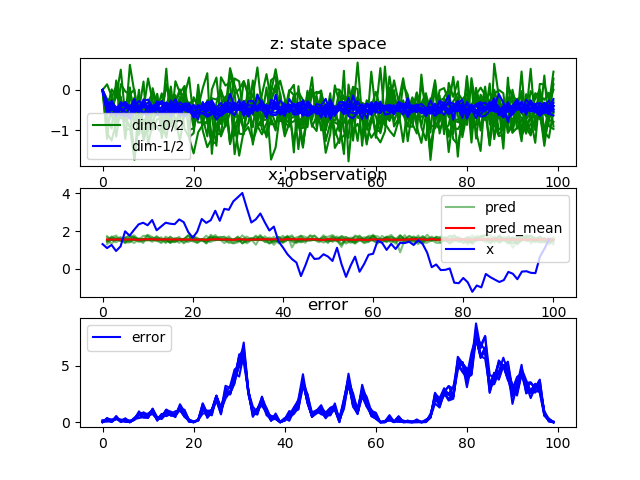 z: state space
0
−1
dim-0/2
dim-1/2
0 20 40 60 80 100
x:observation
4
2
0
pred
pred_mean
x
0 20 40 60 80 100
error
5
0
error
0 20 40 60 80 100